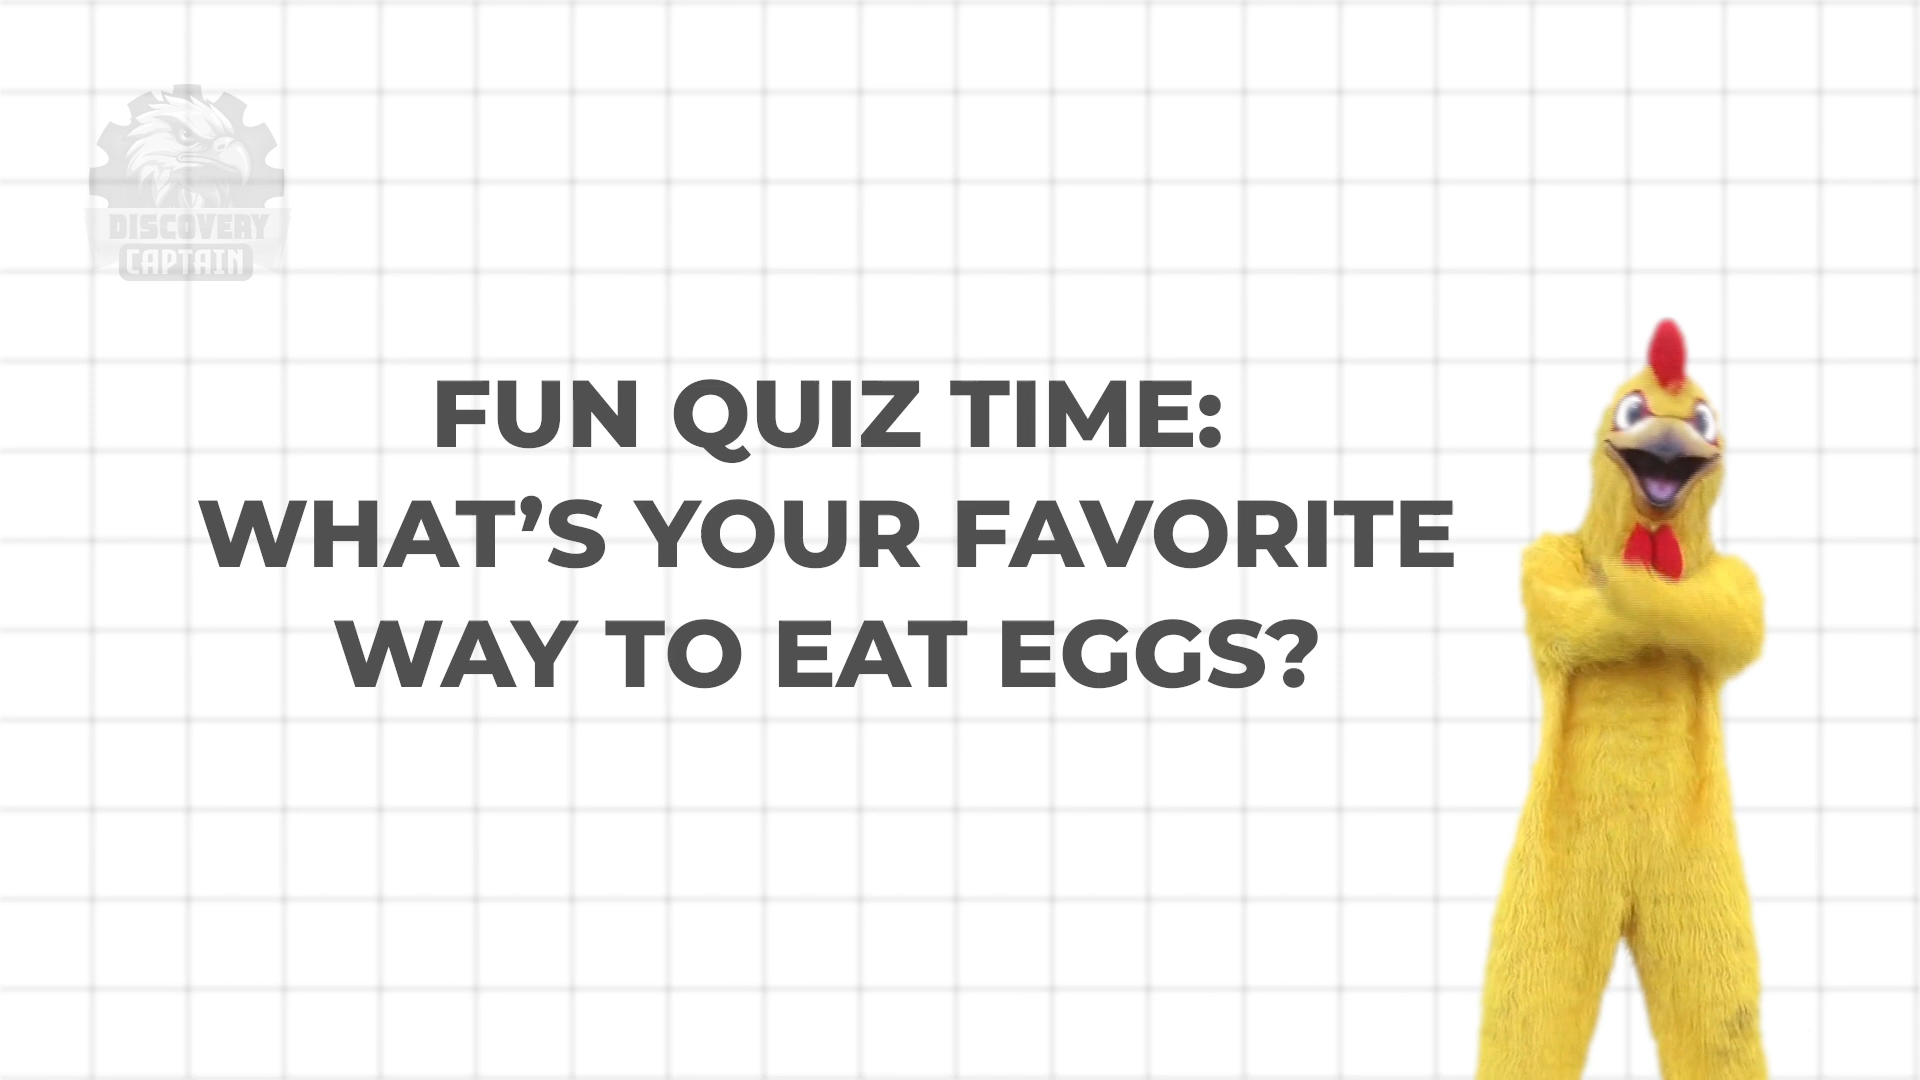 DISCOVERY
CAPTAIN
FUN QUIZ TIME:
WHAT’S YOUR FAVORITE
WAY TO EAT EGGS?